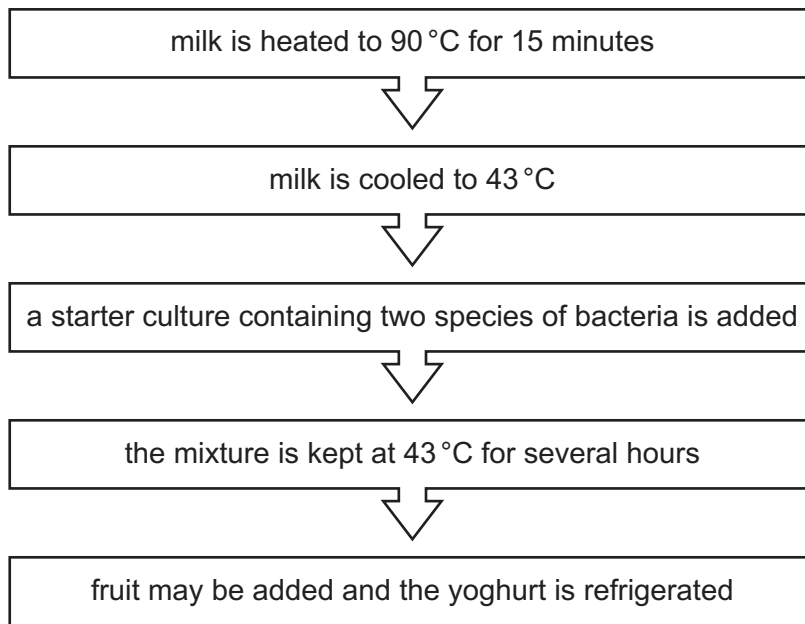 milk is heated to 90 °C for 15 minutes
milk is cooled to 43 °C
a starter culture containing two species of bacteria is added
the mixture is kept at 43 °C for several hours
fruit may be added and the yoghurt is refrigerated